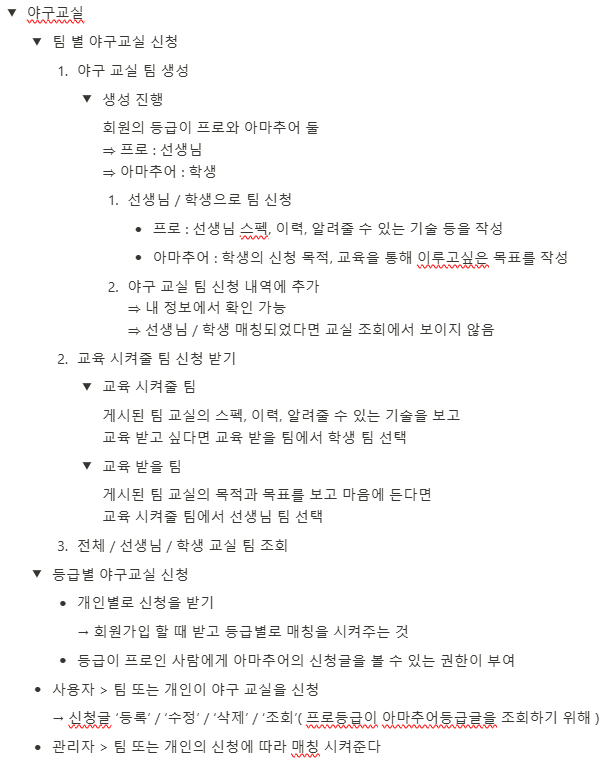 ▼ 야구교실
▼ 팀 별 야구교실 신청
1. 야구 교실 팀 생성
▼ 생성 진행
회원의 등급이 프로와 아마추어 둘
⇒ 프로 : 선생님
⇒ 아마추어 : 학생
1. 선생님 / 학생으로 팀 신청
• 프로 : 선생님 스펙, 이력, 알려줄 수 있는 기술 등을 작성
• 아마추어 : 학생의 신청 목적, 교육을 통해 이루고싶은 목표를 작성
2. 야구 교실 팀 신청 내역에 추가
⇒ 내 정보에서 확인 가능
⇒ 선생님 / 학생 매칭되었다면 교실 조회에서 보이지 않음
2. 교육 시켜줄 팀 신청 받기
▼ 교육 시켜줄 팀
게시된 팀 교실의 스펙, 이력, 알려줄 수 있는 기술을 보고
교육 받고 싶다면 교육 받을 팀에서 학생 팀 선택
▼ 교육 받을 팀
게시된 팀 교실의 목적과 목표를 보고 마음에 든다면
교육 시켜줄 팀에서 선생님 팀 선택
3. 전체 / 선생님 / 학생 교실 팀 조회
▼ 등급별 야구교실 신청
• 개인별로 신청을 받기
→ 회원가입 할 때 받고 등급별로 매칭을 시켜주는 것
• 등급이 프로인 사람에게 아마추어의 신청글을 볼 수 있는 권한이 부여
• 사용자 > 팀 또는 개인이 야구 교실을 신청
→ 신청글 ‘등록’ / ‘수정’ / ‘삭제’ / ‘조회’( 프로등급이 아마추어등급글을 조회하기 위해 )
• 관리자 > 팀 또는 개인의 신청에 따라 매칭 시켜준다